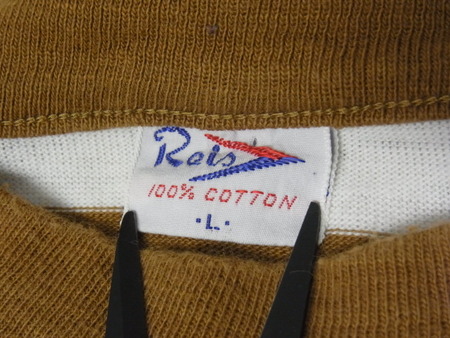 Reis
100% COTTON
·L·